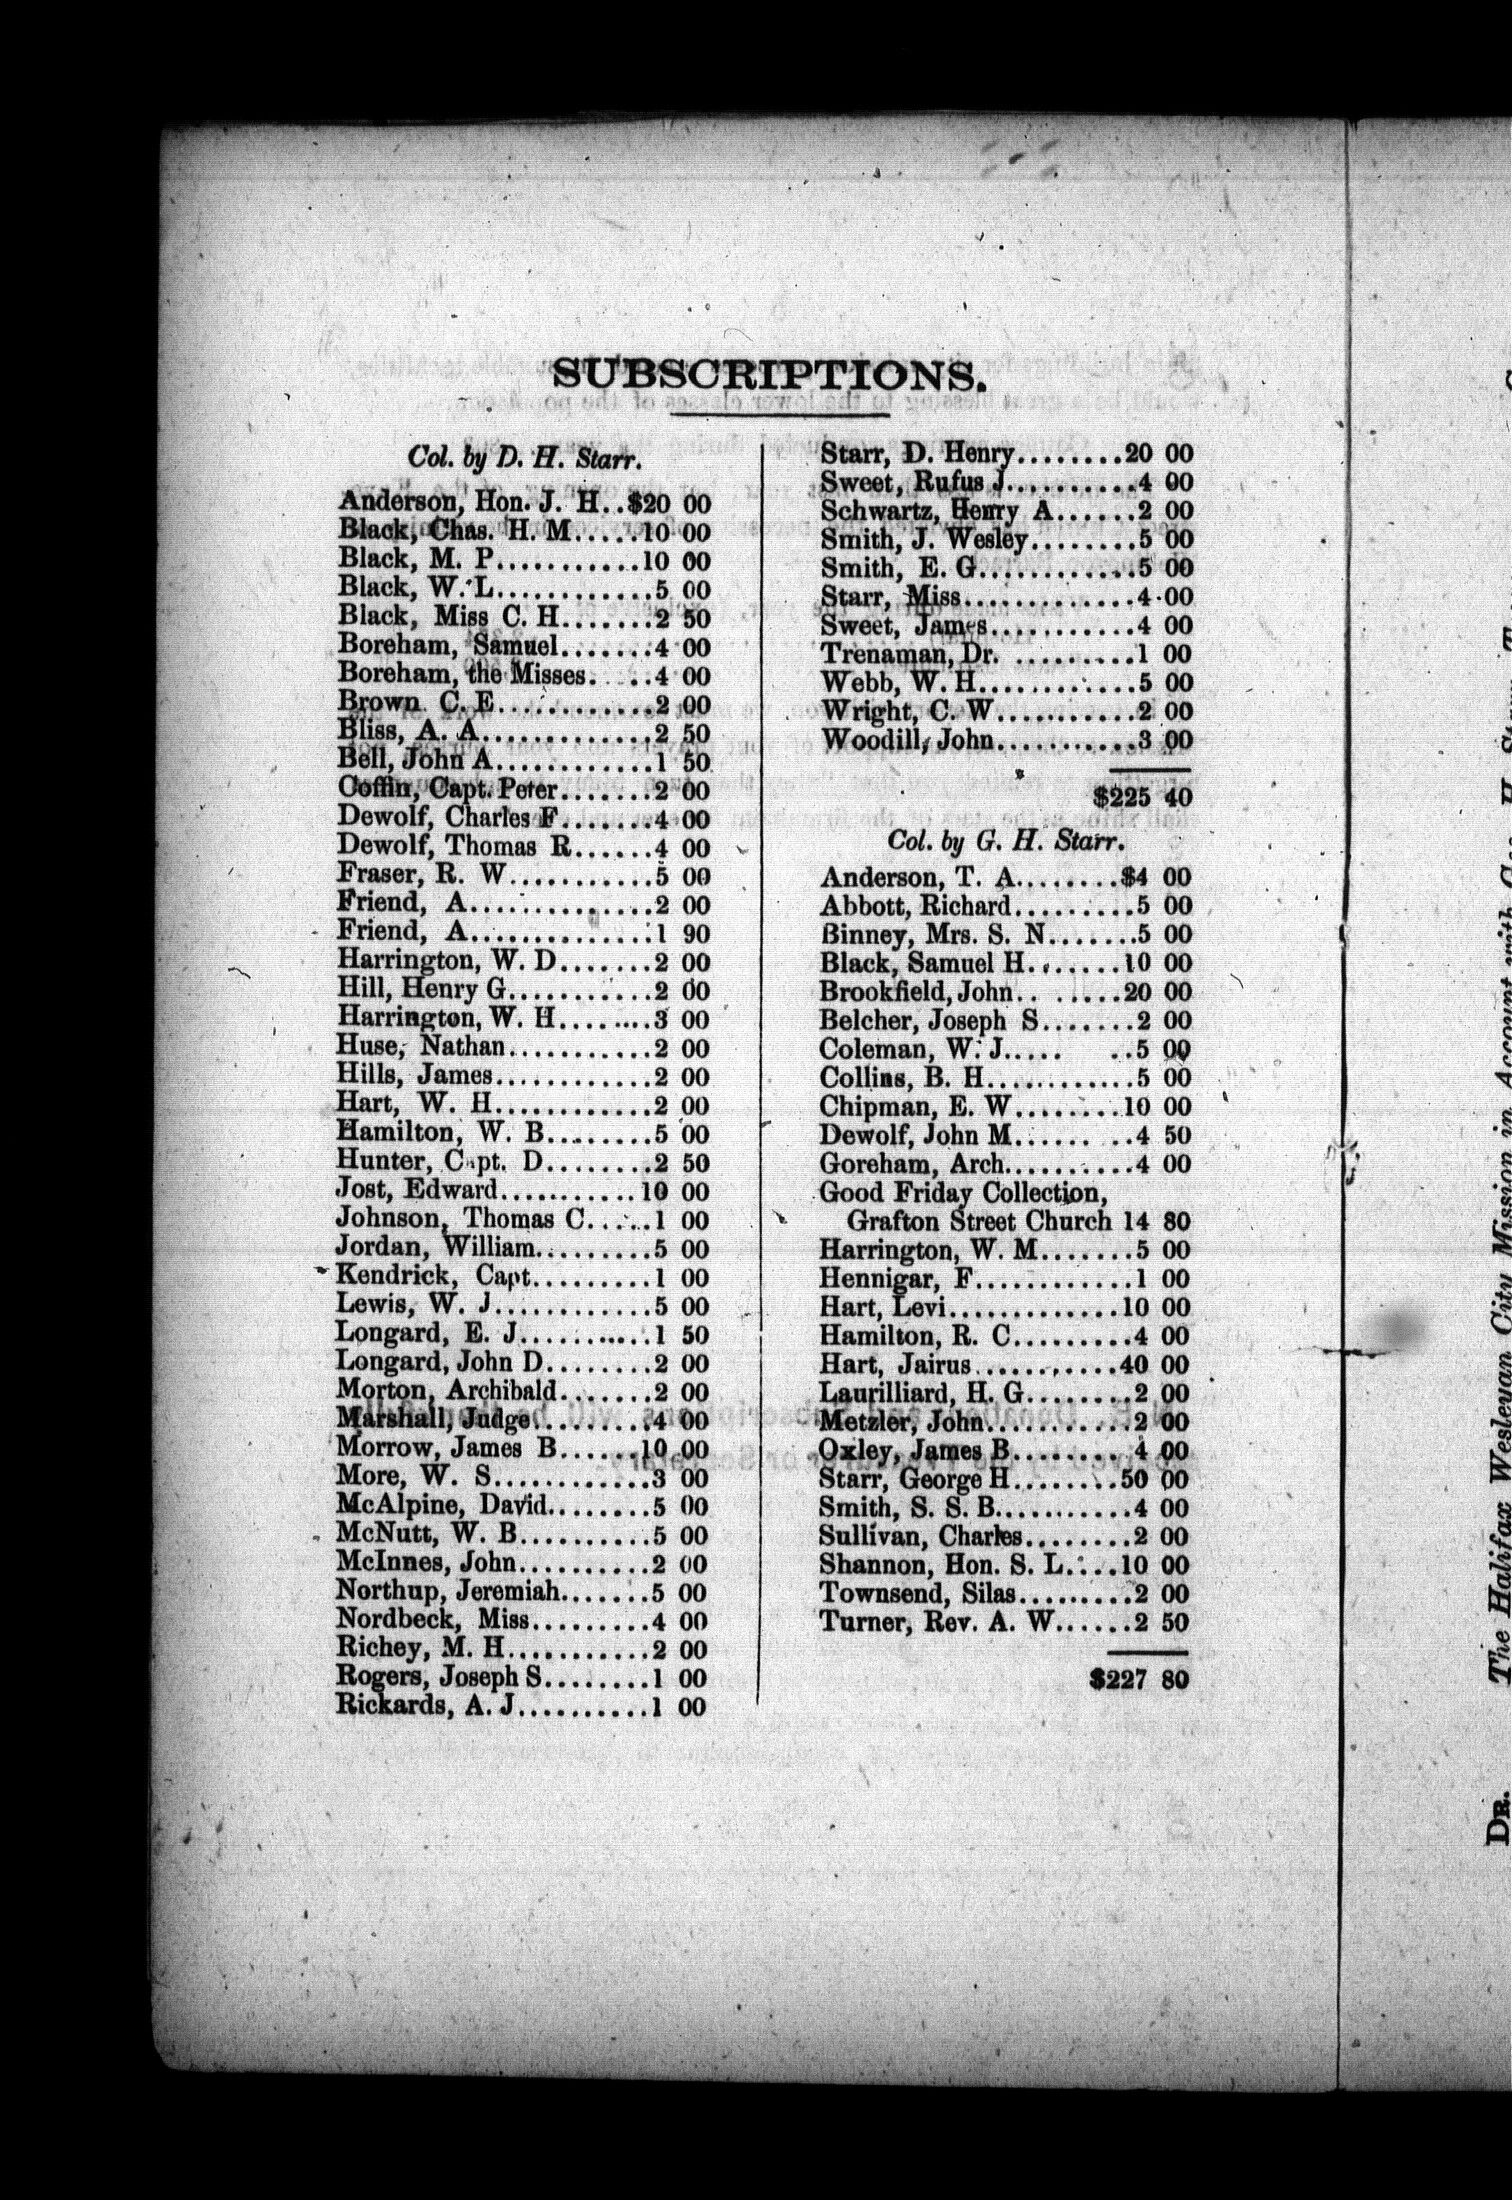 SUBSCRIPTIONS.
Col. by D. H. Starr.
Anderson, Hon. J. H..$20 00
Black, Chas. H. M.....10 00
Black, M. P...........10 00
Black, W. L............5 00
Black, Miss C. H.......2 50
Boreham, Samuel.......4 00
Boreham, the Misses.....4 00
Brown C. E............2 00
Bliss, A. A.............2 50
Bell, John A............1 50
Coffin, Capt. Peter.......2 00
Dewolf, Charles F.......4 00
Dewolf, Thomas R......4 00
Fraser, R. W...........5 00
Friend, A..............2 00
Friend, A..............1 90
Harrington, W. D.......2 00
Hill, Henry G...........2 00
Harrington, W. H........3 00
Huse, Nathan...........2 00
Hills, James............2 00
Hart, W. H............2 00
Hamilton, W. B........5 00
Hunter, Capt. D........2 50
Jost, Edward...........10 00
Johnson, Thomas C.....1 00
Jordan, William.........5 00
Kendrick, Capt.........1 00
Lewis, W. J............5 00
Longard, E. J..........1 50
Longard, John D........2 00
Morton, Archibald.......2 00
Marshall, Judge.........4 00
Morrow, James B......10 00
More, W. S............3 00
McAlpine, David........5 00
McNutt, W. B..........5 00
McInnes, John..........2 00
Northup, Jeremiah.......5 00
Nordbeck, Miss.........4 00
Richey, M. H...........2 00
Rogers, Joseph S........1 00
Rickards, A. J..........1 00
Starr, D. Henry........20 00
Sweet, Rufus J..........4 00
Schwartz, Henry A......2 00
Smith, J. Wesley........5 00
Smith, E. G............5 00
Starr, Miss.............4 00
Sweet, James...........4 00
Trenaman, Dr. .........1 00
Webb, W. H............5 00
Wright, C. W..........2 00
Woodill, John..........3 00
$225 40
Col. by G. H. Starr.
Anderson, T. A........$4 00
Abbott, Richard.........5 00
Binney, Mrs. S. N.......5 00
Black, Samuel H.......10 00
Brookfield, John.. ......20 00
Belcher, Joseph S.......2 00
Coleman, W. J..... ..5 00
Collins, B. H...........5 00
Chipman, E. W........10 00
Dewolf, John M...... ..4 50
Goreham, Arch..........4 00
Good Friday Collection,
Grafton Street Church 14 80
Harrington, W. M.......5 00
Hennigar, F............1 00
Hart, Levi.............10 00
Hamilton, R. C.........4 00
Hart, Jairus...........40 00
Laurilliard, H. G........2 00
Metzler, John...........2 00
Oxley, James B.........4 00
Starr, George H........50 00
Smith, S. S. B..........4 00
Sullivan, Charles........2 00
Shannon, Hon. S. L....10 00
Townsend, Silas.........2 00
Turner, Rev. A. W......2 50
$227 80
The Halifax Wesleyan City Mission in Account with
DR.